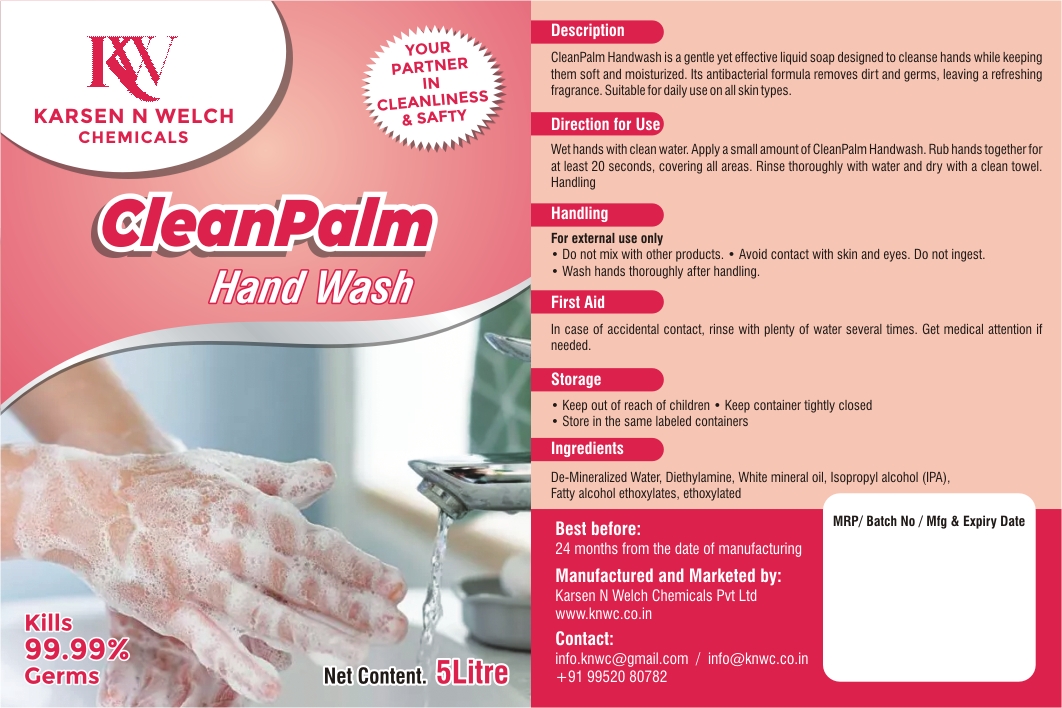 KW
KARSEN N WELCH
CHEMICALS
YOUR
PARTNER
IN
CLEANLINESS
& SAFTY
CleanPalm
Hand Wash
Kills
99.99%
Germs
Net Content. 5Litre
Description
CleanPalm Handwash is a gentle yet effective liquid soap designed to cleanse hands while keeping
them soft and moisturized. Its antibacterial formula removes dirt and germs, leaving a refreshing
fragrance. Suitable for daily use on all skin types.
Direction for Use
Wet hands with clean water. Apply a small amount of CleanPalm Handwash. Rub hands together for
at least 20 seconds, covering all areas. Rinse thoroughly with water and dry with a clean towel.
Handling
Handling
For external use only
• Do not mix with other products. • Avoid contact with skin and eyes. Do not ingest.
• Wash hands thoroughly after handling.
First Aid
In case of accidental contact, rinse with plenty of water several times. Get medical attention if
needed.
Storage
• Keep out of reach of children • Keep container tightly closed
• Store in the same labeled containers
Ingredients
De-Mineralized Water, Diethylamine, White mineral oil, Isopropyl alcohol (IPA),
Fatty alcohol ethoxylates, ethoxylated
Best before:
24 months from the date of manufacturing
Manufactured and Marketed by:
Karsen N Welch Chemicals Pvt Ltd
www.knwc.co.in
Contact:
info.knwc@gmail.com / info@knwc.co.in
+91 99520 80782
MRP/ Batch No / Mfg & Expiry Date